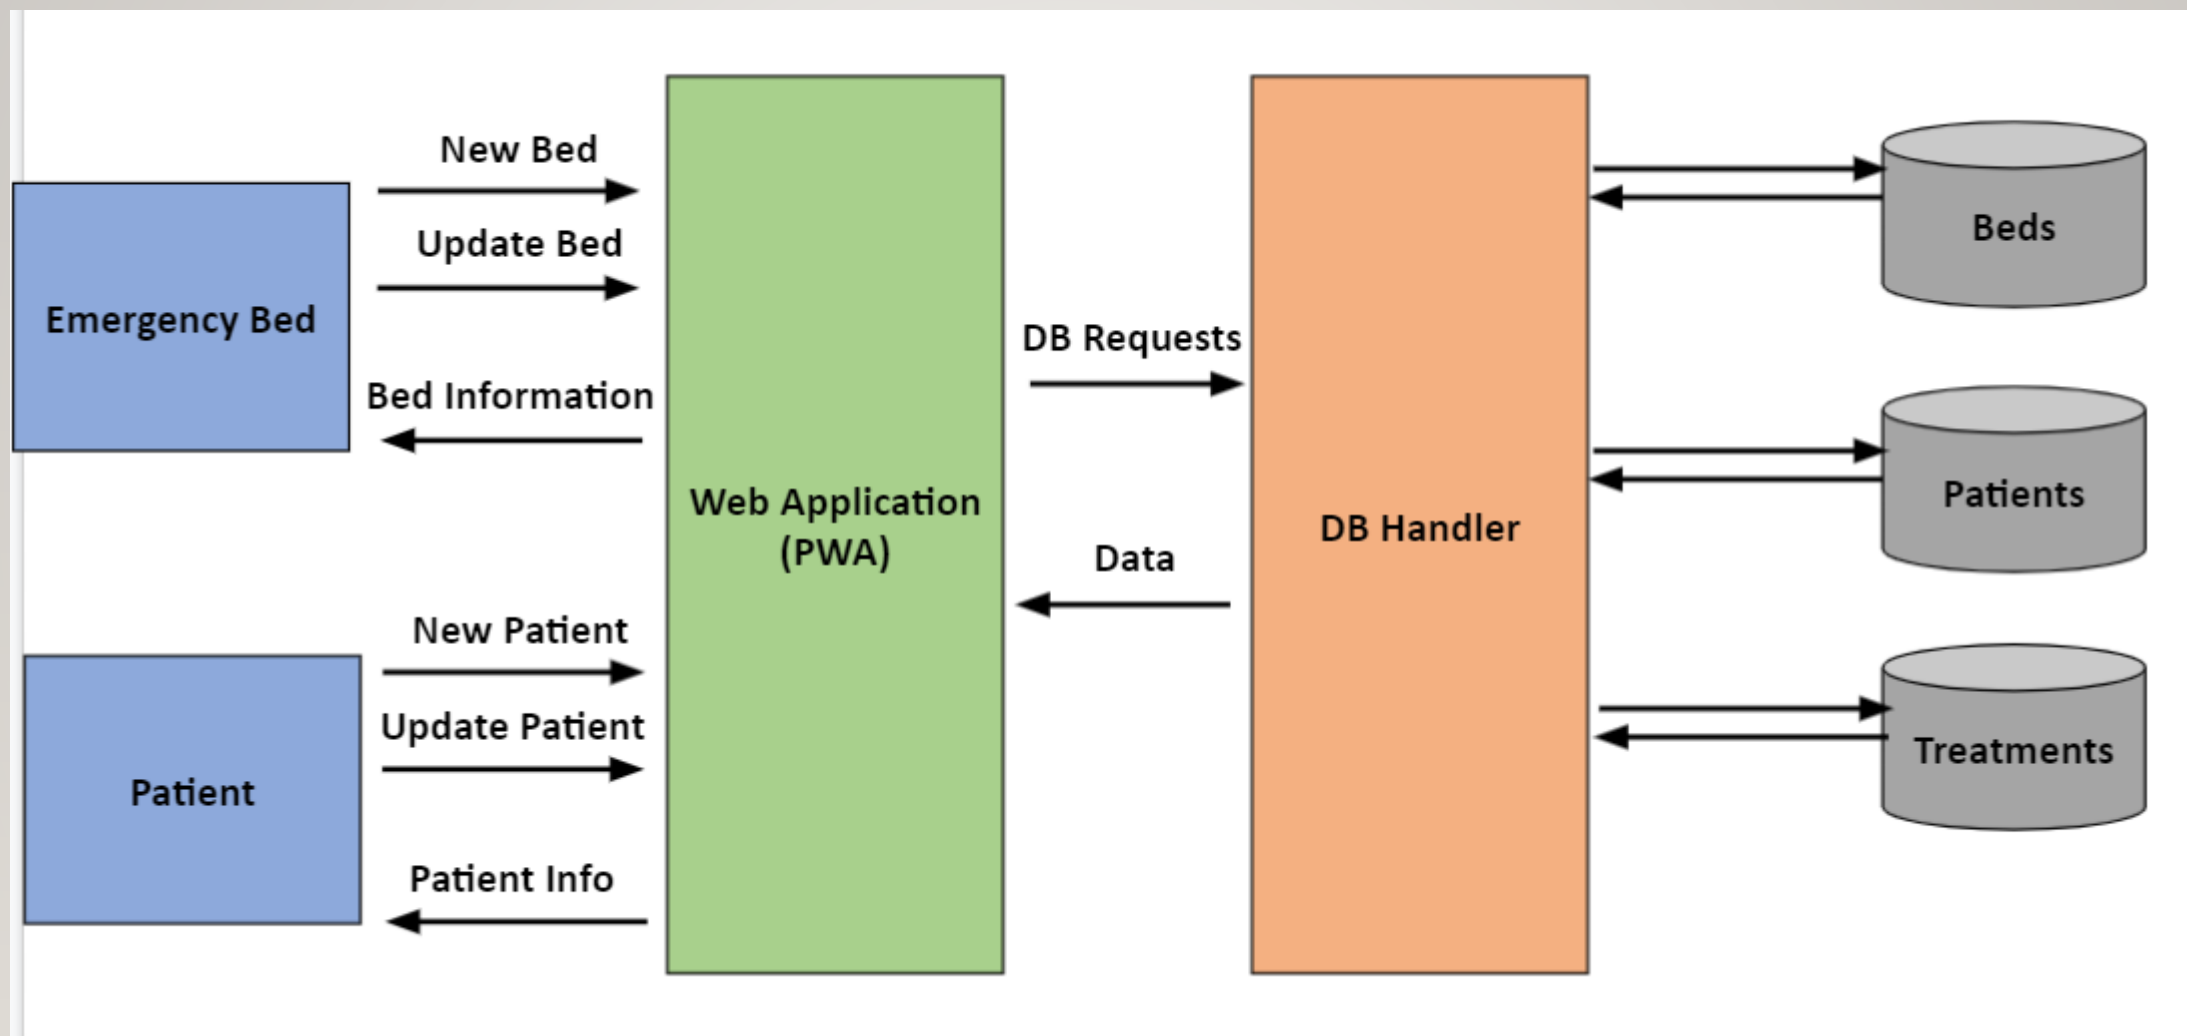 New Bed
Update Bed
Emergency Bed
Bed Information
New Patient
Update Patient
Patient
Patient Info
Web Application
(PWA)
DB Requests
Data
DB Handler
Beds
Patients
Treatments